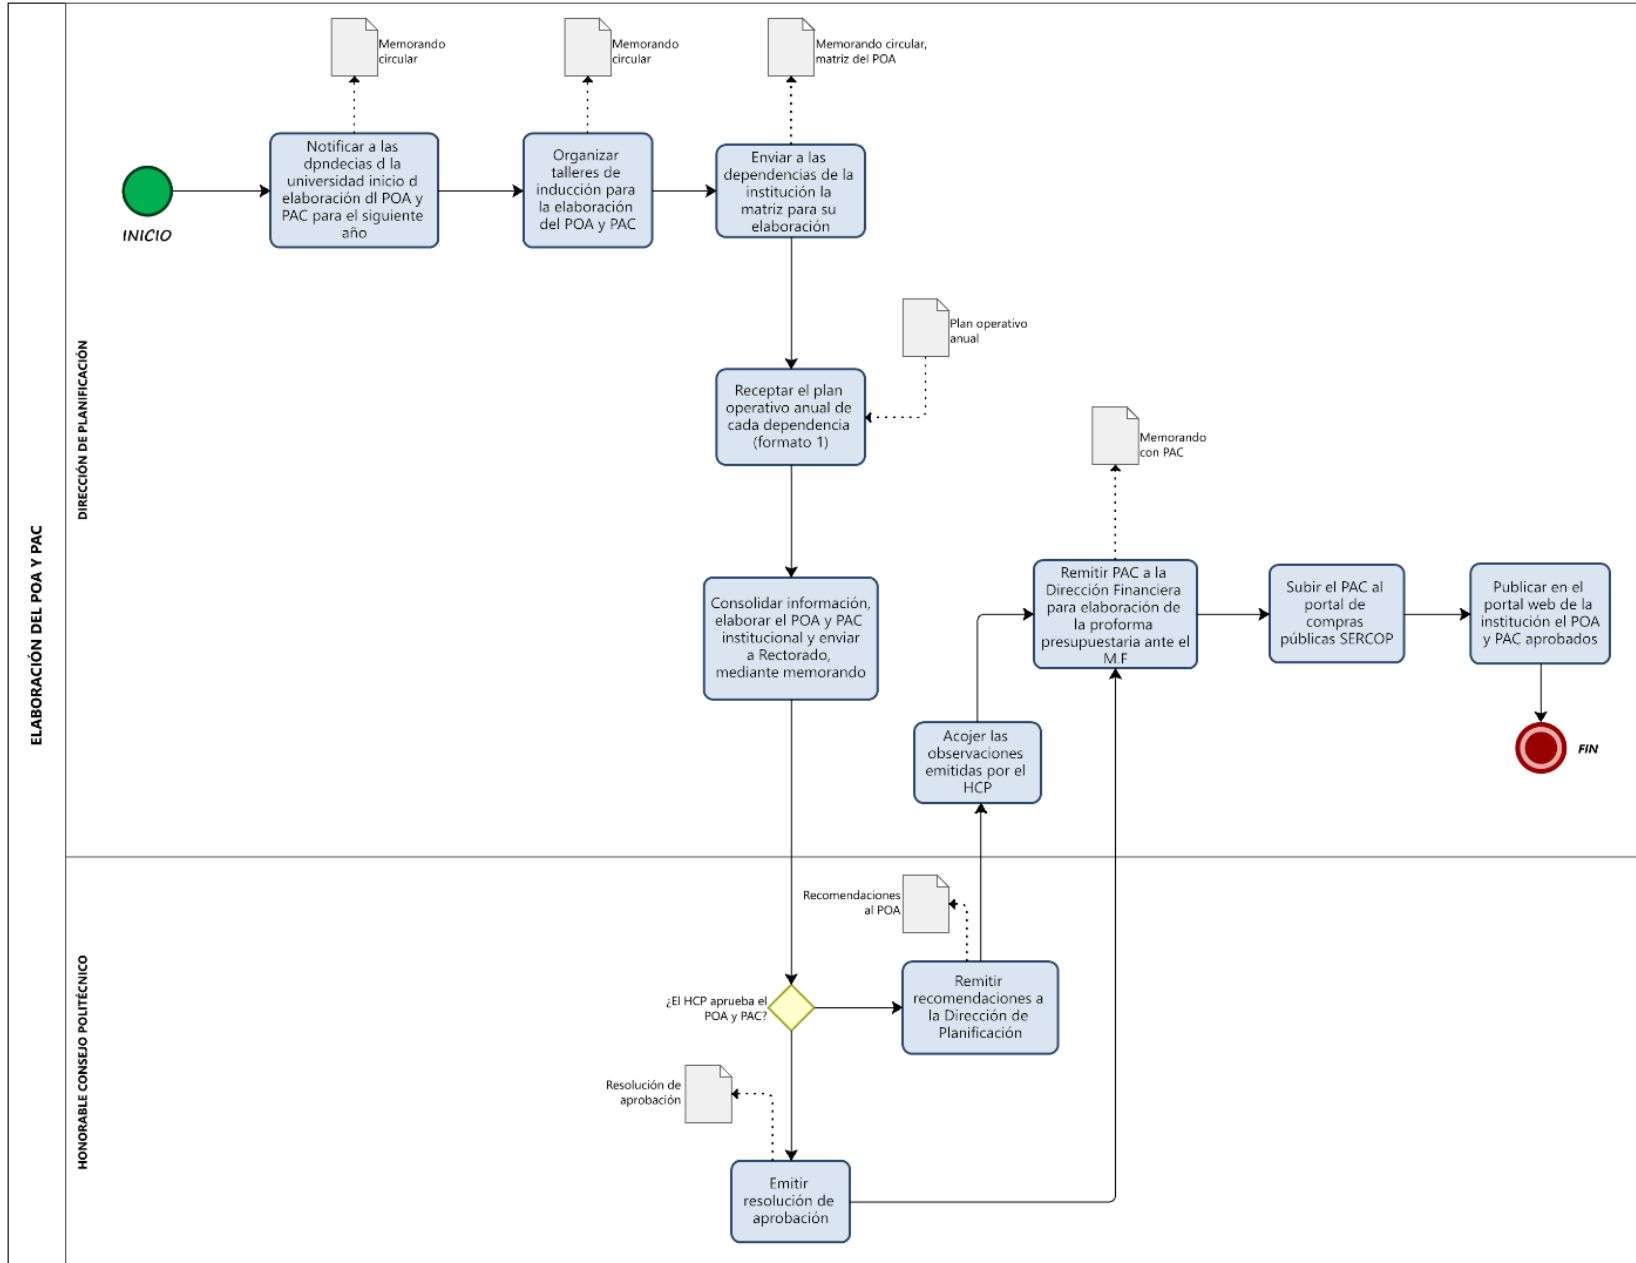 ELABORACIÓN DEL POA Y PAC
DIRECCIÓN DE PLANIFICACIÓN
Memorando
circular
Memorando
circular
Memorando circular,
matriz del POA
INICIO
Notificar a las
dpndecias d la
universidad inicio d
elaboración dl POA y
PAC para el siguiente
año
Organizar
talleres de
inducción para
la elaboración
del POA y PAC
Enviar a las
dependencias de la
institución la
matriz para su
elaboración
Plan operativo
anual
Receptar el plan
operativo anual de
cada dependencia
(formato 1)
Memorando
con PAC
Consolidar información,
elaborar el POA y PAC
institucional y enviar
a Rectorado,
mediante memorando
Remitir PAC a la
Dirección Financiera
para elaboración de
la proforma
presupuestaria ante el
M.F
Subir el PAC al
portal de
compras
públicas SERCOP
Publicar en el
portal web de la
institución el POA
y PAC aprobados
Acojer las
observaciones
emitidas por el
HCP
FIN
HONORABLE CONSEJO POLITÉCNICO
Recomendaciones
al POA
¿El HCP aprueba el
POA y PAC?
Remitir
recomendaciones a
la Dirección de
Planificación
Resolución de
aprobación
Emitir
resolución de
aprobación